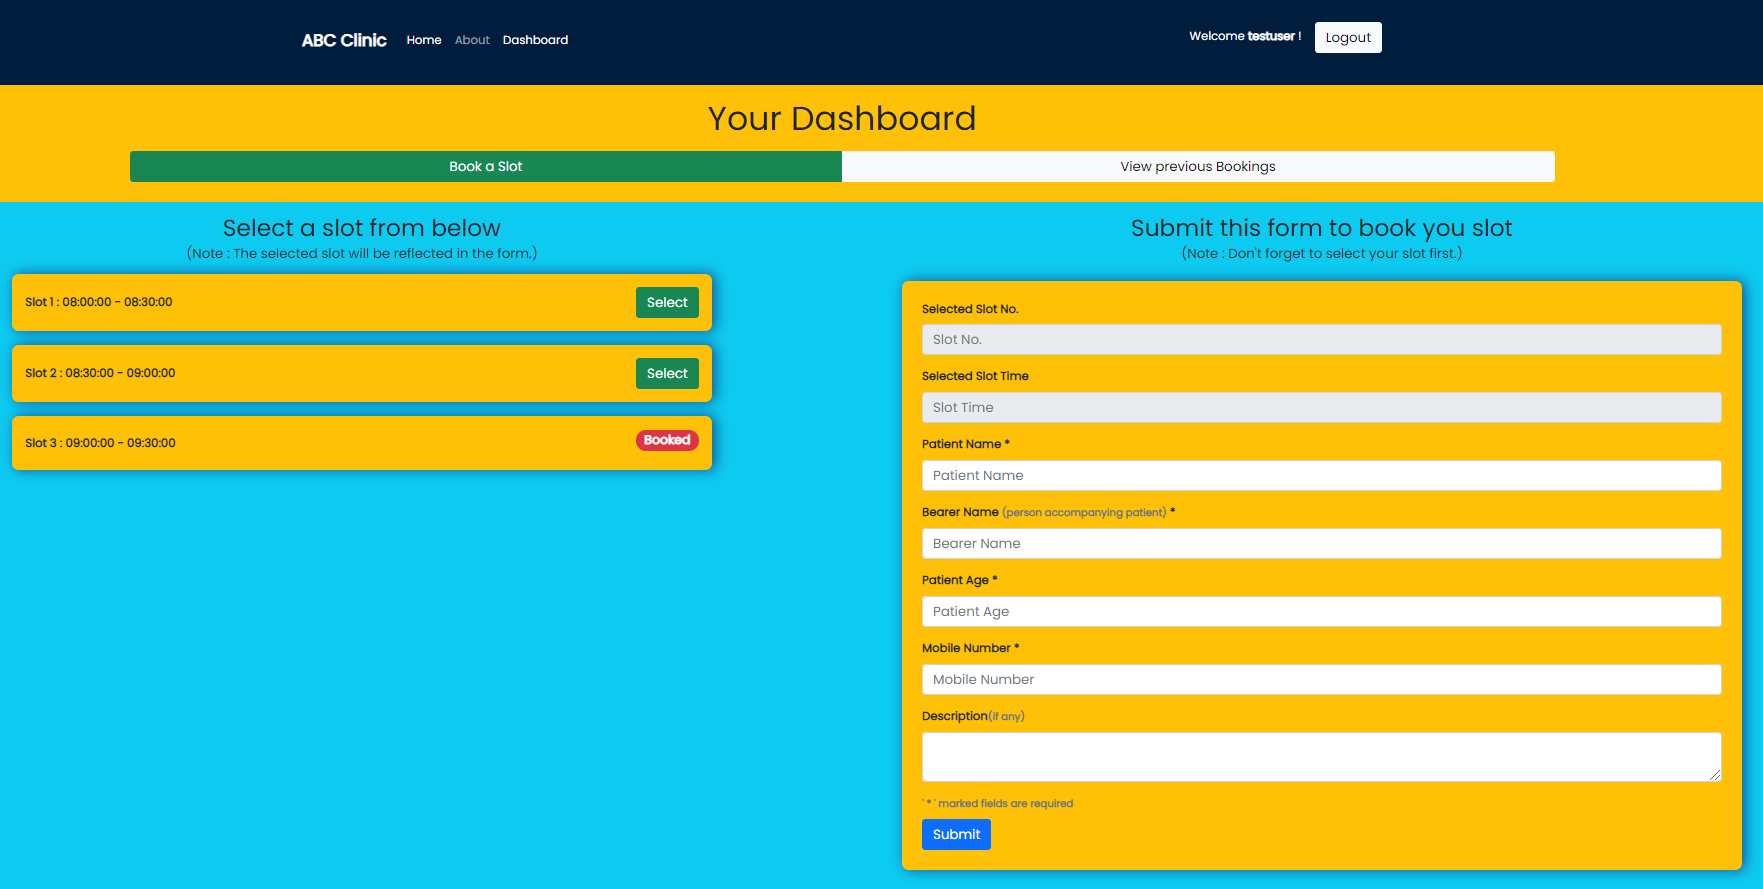 ABC Clinic Home About Dashboard Welcome testuser ! Logout
Your Dashboard
Book a Slot View previous Bookings
Select a slot from below
(Note : The selected slot will be reflected in the form.)
Slot 1 : 08:00:00 - 08:30:00 Select
Slot 2 : 08:30:00 - 09:00:00 Select
Slot 3 : 09:00:00 - 09:30:00 Booked
Submit this form to book you slot
(Note : Don't forget to select your slot first.)
Selected Slot No.
Slot No.
Selected Slot Time
Slot Time
Patient Name *
Patient Name
Bearer Name (person accompanying patient) *
Bearer Name
Patient Age *
Patient Age
Mobile Number *
Mobile Number
Description(if any)
' * ' marked fields are required
Submit